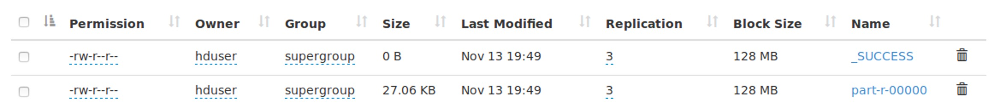 Permission Owner Group Size Last Modified Replication Block Size Name
-rw-r--r-- hduser supergroup 0 B Nov 13 19:49 3 128 MB _SUCCESS
-rw-r--r-- hduser supergroup 27.06 KB Nov 13 19:49 3 128 MB part-r-00000